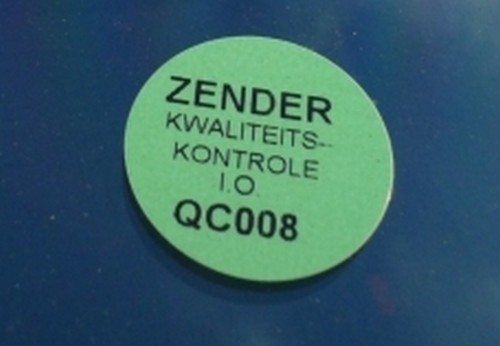 ZENDER
KWALITEITS-
KONTROLE
I.O.
QC008